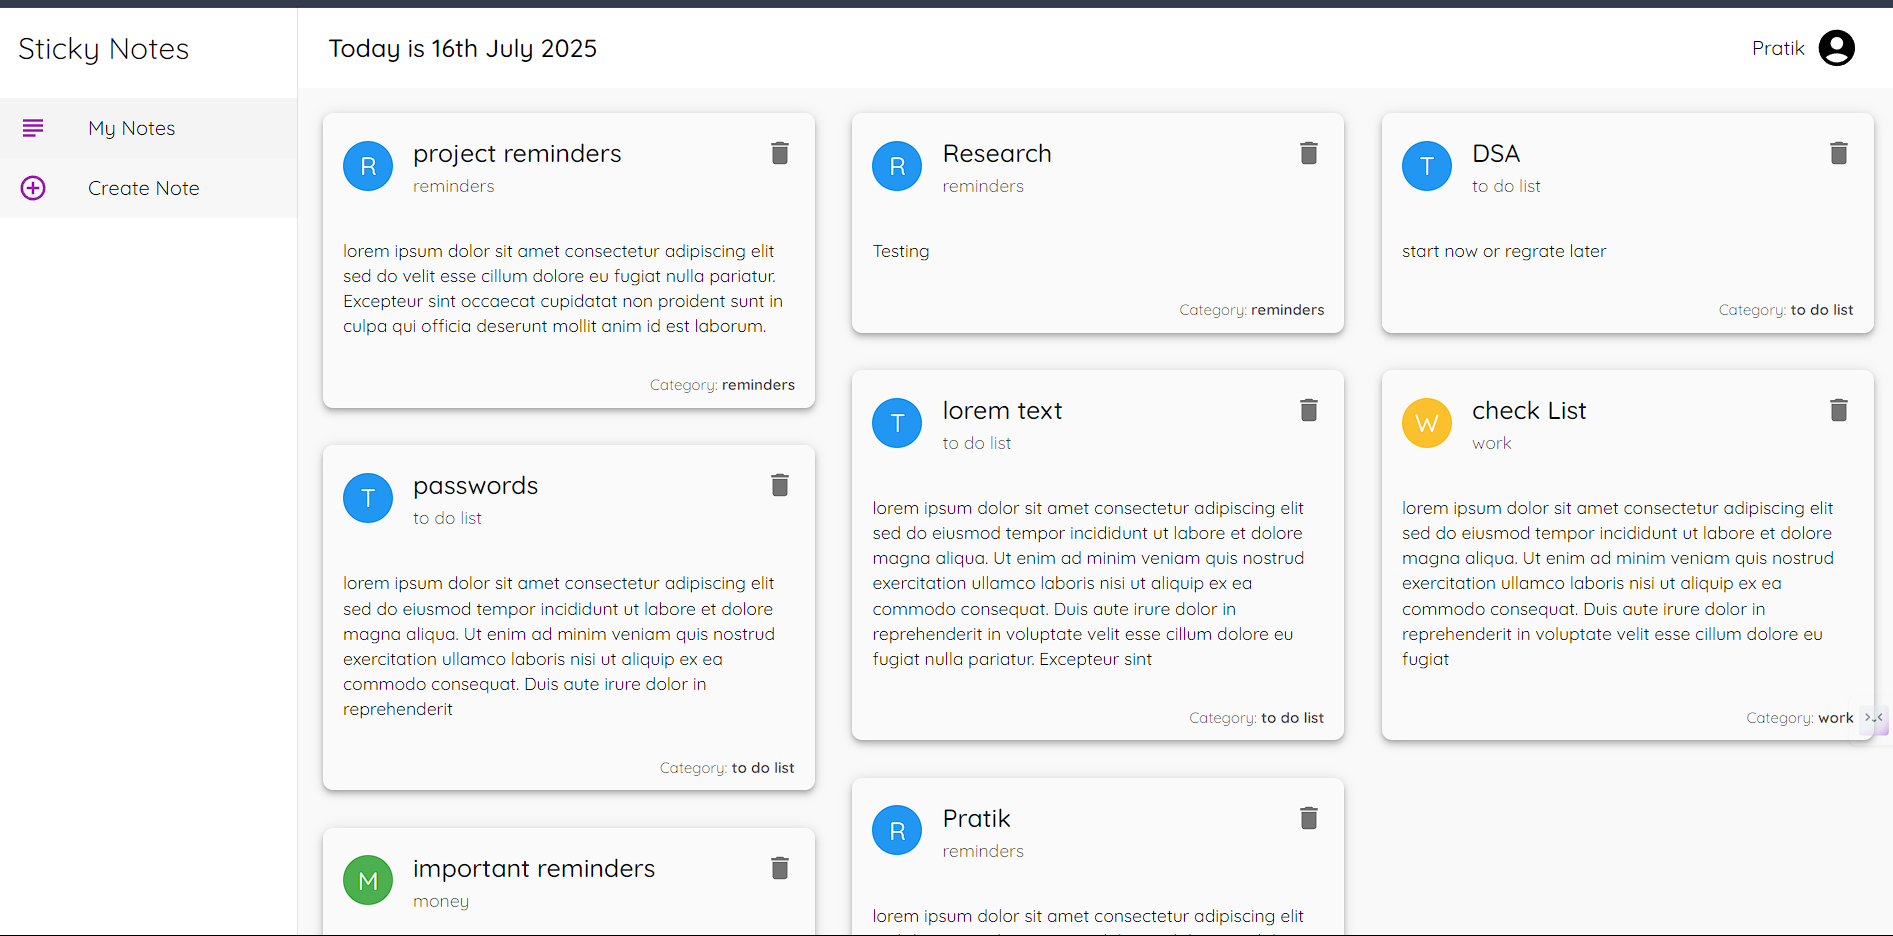 Sticky Notes
My Notes
Create Note
Today is 16th July 2025
Pratik
R
project reminders
reminders
lorem ipsum dolor sit amet consectetur adipiscing elit
sed do velit esse cillum dolore eu fugiat nulla pariatur.
Excepteur sint occaecat cupidatat non proident sunt in
culpa qui officia deserunt mollit anim id est laborum.
Category: reminders
T
passwords
to do list
lorem ipsum dolor sit amet consectetur adipiscing elit
sed do eiusmod tempor incididunt ut labore et dolore
magna aliqua. Ut enim ad minim veniam quis nostrud
exercitation ullamco laboris nisi ut aliquip ex ea
commodo consequat. Duis aute irure dolor in
reprehenderit
Category: to do list
M
important reminders
money
R
Research
reminders
Testing
Category: reminders
T
lorem text
to do list
lorem ipsum dolor sit amet consectetur adipiscing elit
sed do eiusmod tempor incididunt ut labore et dolore
magna aliqua. Ut enim ad minim veniam quis nostrud
exercitation ullamco laboris nisi ut aliquip ex ea
commodo consequat. Duis aute irure dolor in
reprehenderit in voluptate velit esse cillum dolore eu
fugiat nulla pariatur. Excepteur sint
Category: to do list
R
Pratik
reminders
lorem ipsum dolor sit amet consectetur adipiscing elit
T
DSA
to do list
start now or regrate later
Category: to do list
W
check List
work
lorem ipsum dolor sit amet consectetur adipiscing elit
sed do eiusmod tempor incididunt ut labore et dolore
magna aliqua. Ut enim ad minim veniam quis nostrud
exercitation ullamco laboris nisi ut aliquip ex ea
commodo consequat. Duis aute irure dolor in
reprehenderit in voluptate velit esse cillum dolore eu
fugiat
Category: work